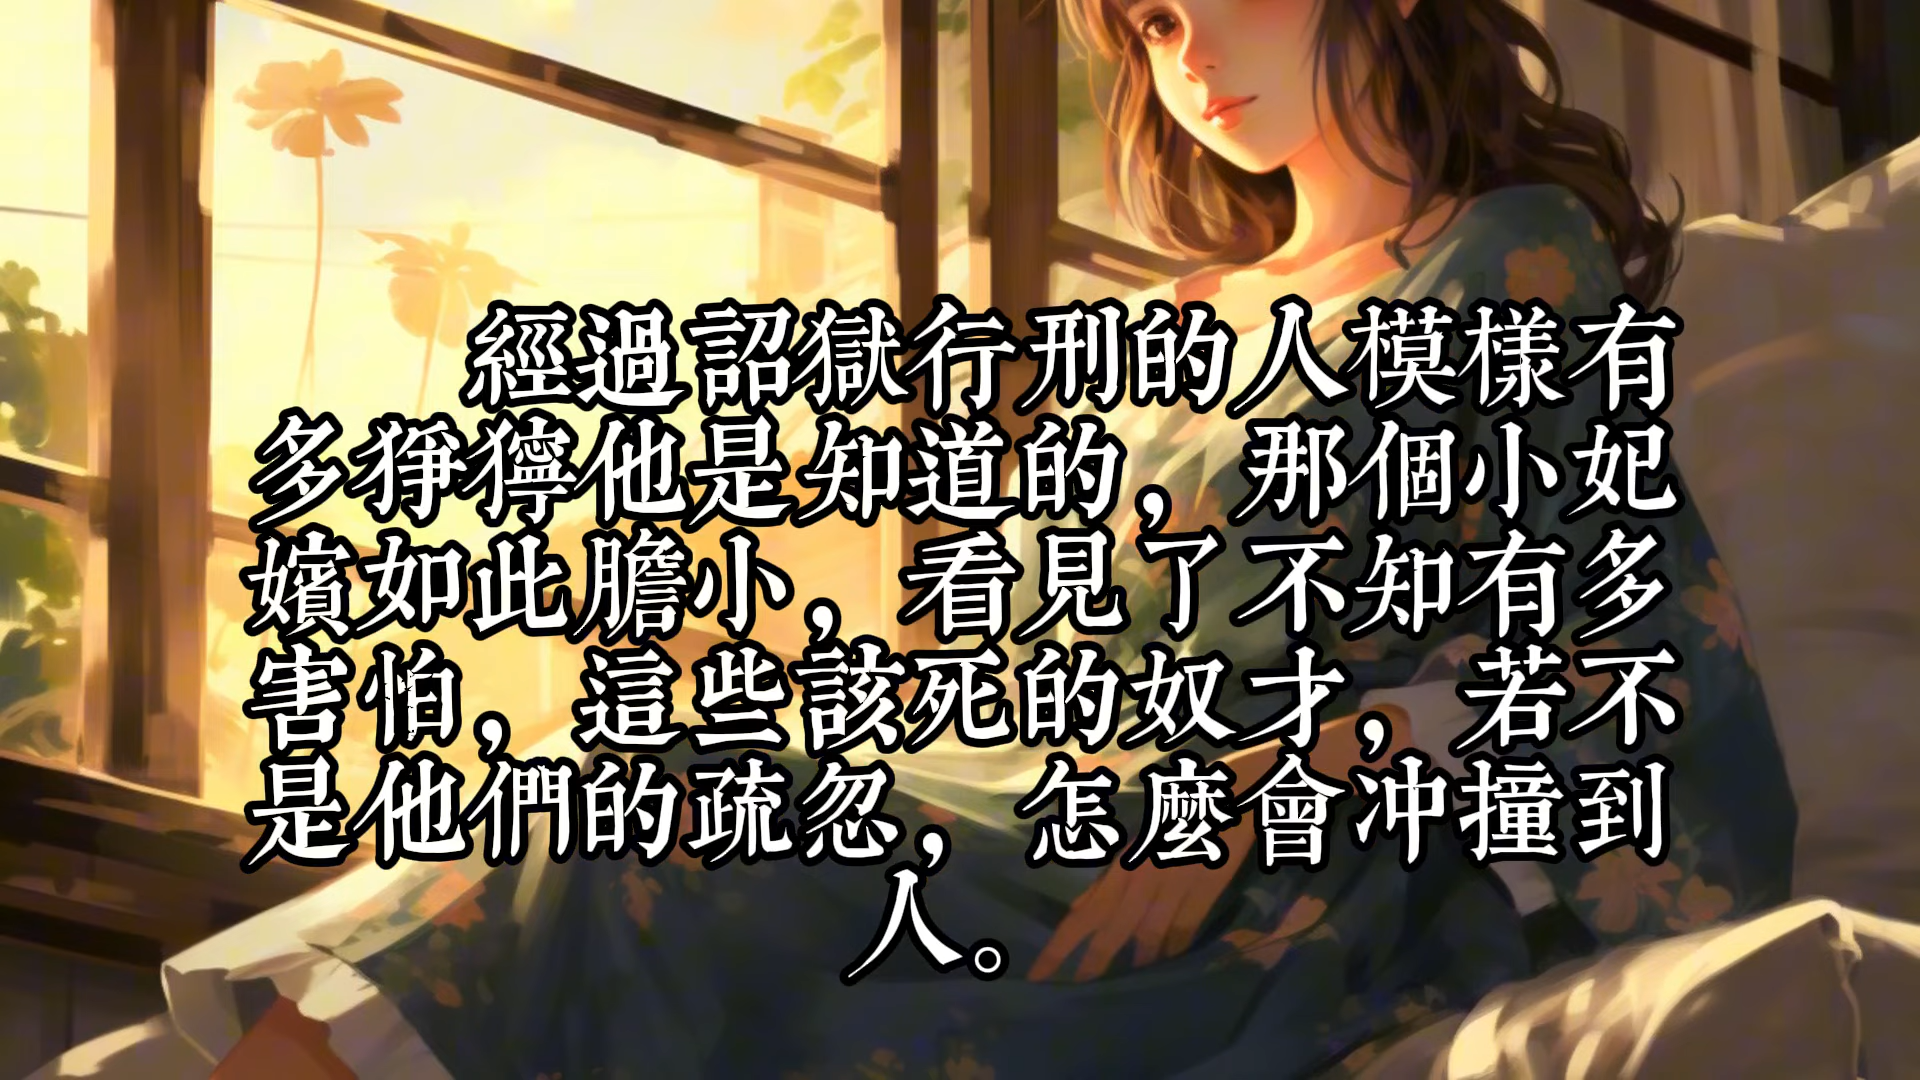 經過詔獄行刑的人模樣有
多猙獰他是知道的，那個小妃
嬪如此膽小，看見了不知有多
害怕，這些該死的奴才，若不
是他們的疏忽，怎麼會冲撞到
人。